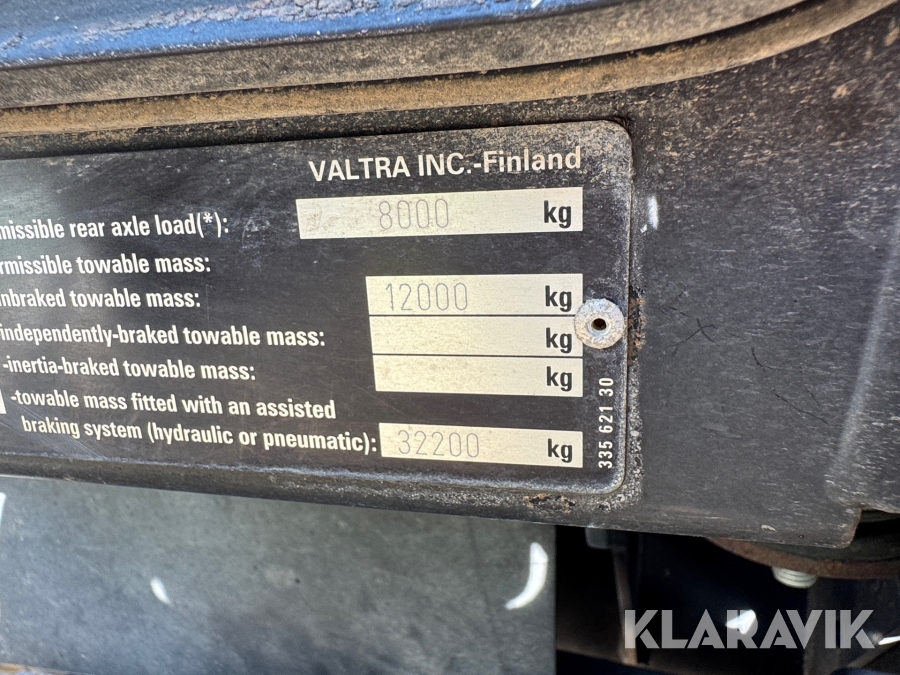 VALTRA INC.-Finland
missible rear axle load(*): 8000 kg
rmissible towable mass:
nbraked towable mass: 12000 kg
independently-braked towable mass: kg
-inertia-braked towable mass: kg
-towable mass fitted with an assisted
braking system (hydraulic or pneumatic): 32200 kg
335 621 30
KLARAVIK